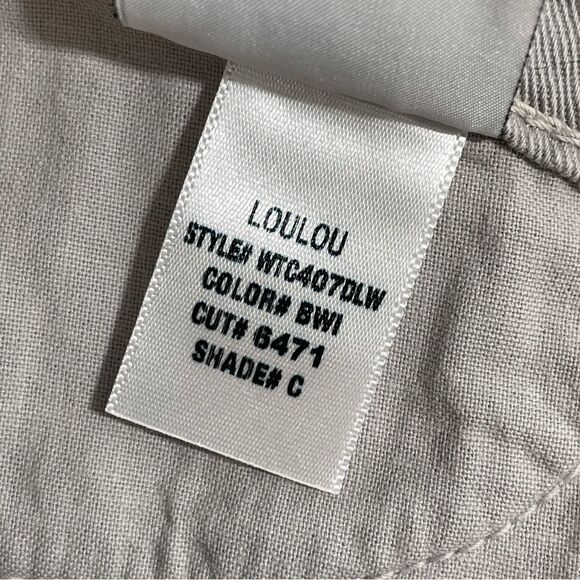 LOULOU
STYLE# WTC407DLW
COLOR# BWI
CUT# 6471
SHADE# C